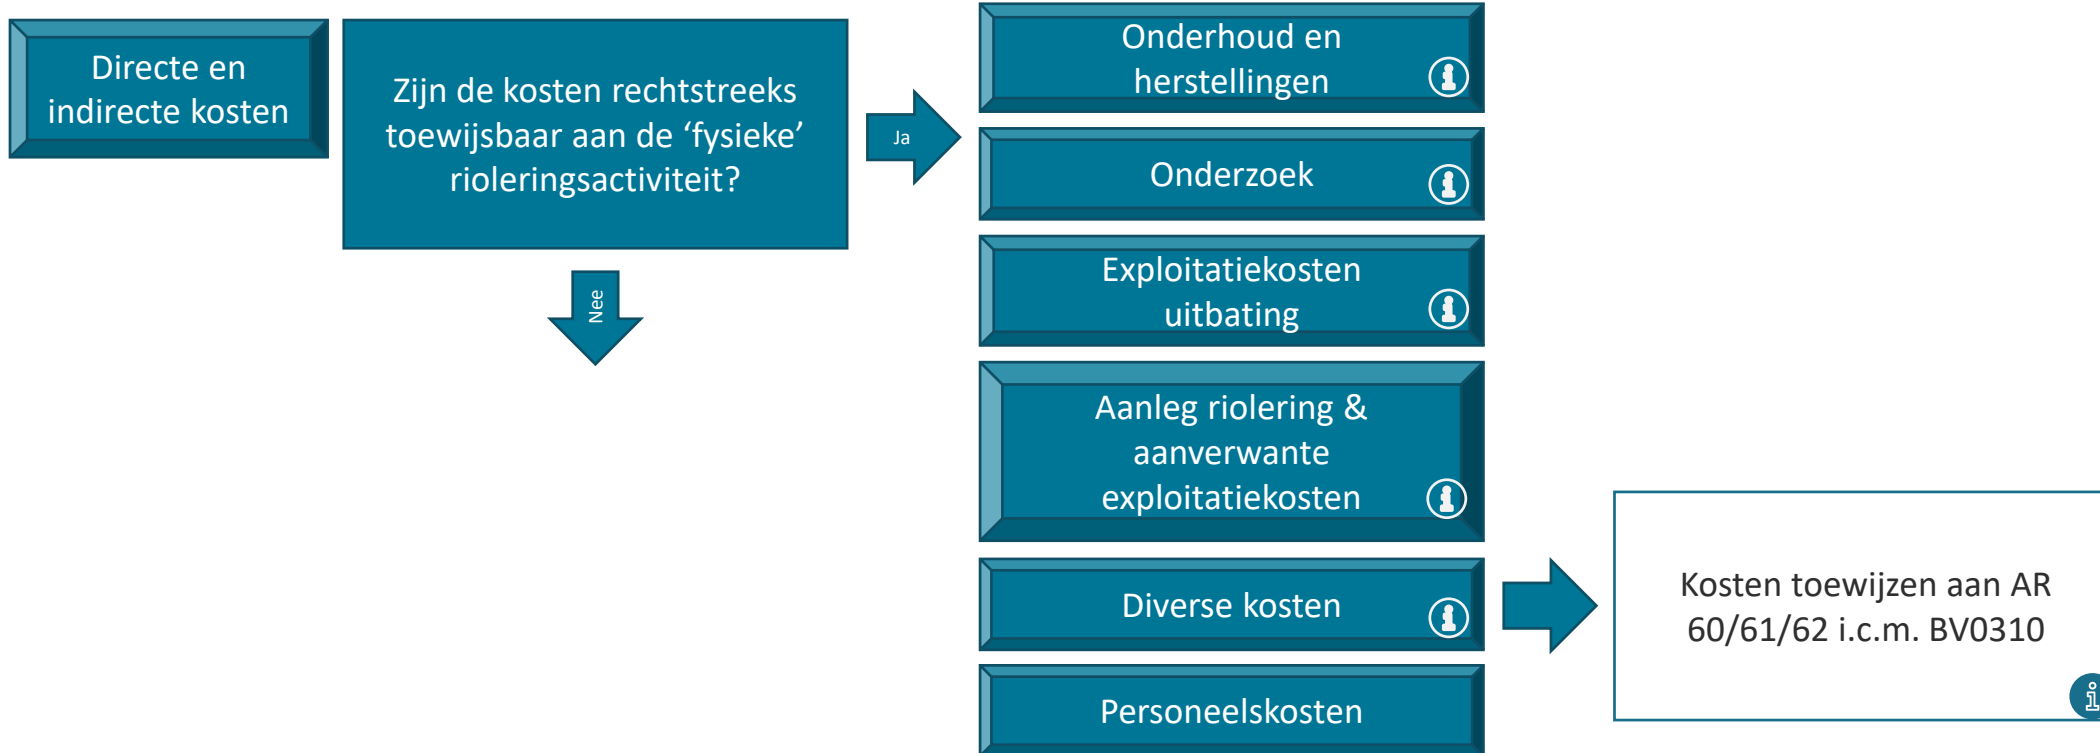 Directe en
indirecte kosten
Zijn de kosten rechtstreeks
toewijsbaar aan de ‘fysieke’
rioleringsactiviteit?
Ja
Nee
Onderhoud en
herstellingen
Onderzoek
Exploitatiekosten
uitbating
Aanleg riolering &
aanverwante
exploitatiekosten
Diverse kosten
Personeelskosten
Kosten toewijzen aan AR
60/61/62 i.c.m. BV0310